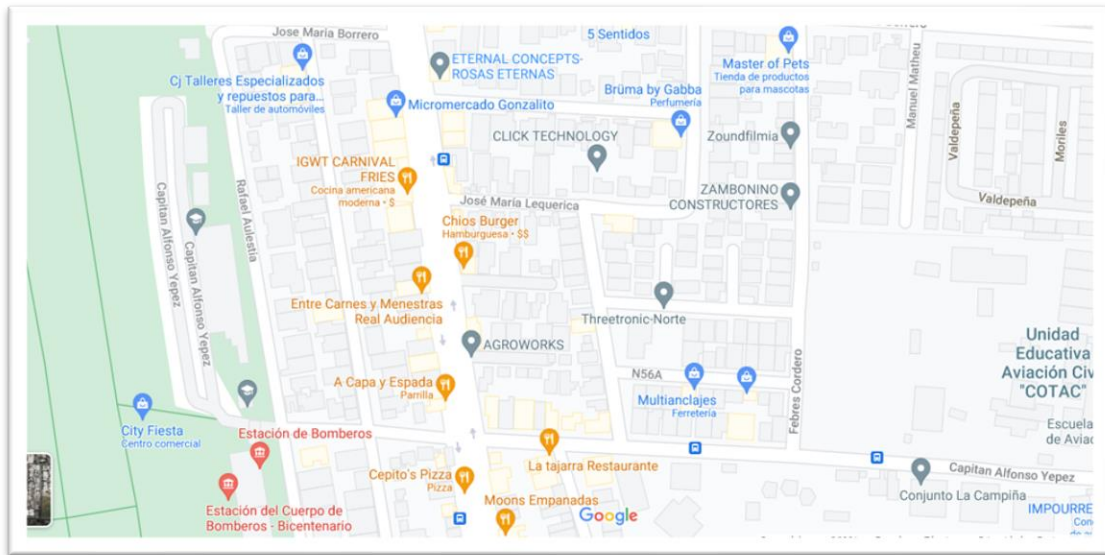 Jose Maria Borrero
5 Sentidos
ETERNAL CONCEPTS-
ROSAS ETERNAS
Cj Talleres Especializados
y repuestos para...
Taller de automóviles
Master of Pets
Tienda de productos
para mascotas
Manuel Matheu
Valdepeña
Moriles
Brüma by Gabba
Perfumería
Micromercado Gonzalito
CLICK TECHNOLOGY
Zoundfilmia
IGWT CARNIVAL
FRIES
Cocina americana
moderna • $
José María Lequerica
ZAMBONINO
CONSTRUCTORES
Valdepeña
Capitan Alfonso Yepez
Capitan Alfonso Yepez
Rafael Aulestia
Chios Burger
Hamburguesa • $$
Entre Carnes y Menestras
Real Audiencia
Threetronic-Norte
AGROWORKS
Unidad
Educativa
Aviación Civ
"COTAC"
N56A
A Capa y Espada
Parrilla
Multianclajes
Ferretería
Febres Cordero
City Fiesta
Centro comercial
Estación de Bomberos
Escuela
de Aviac
La tajarra Restaurante
Capitan Alfonso Yepez
Cepito's Pizza
Pizza
Conjunto La Campiña
Estación del Cuerpo de
Bomberos - Bicentenario
Moons Empanadas
Google
IMPOURRE